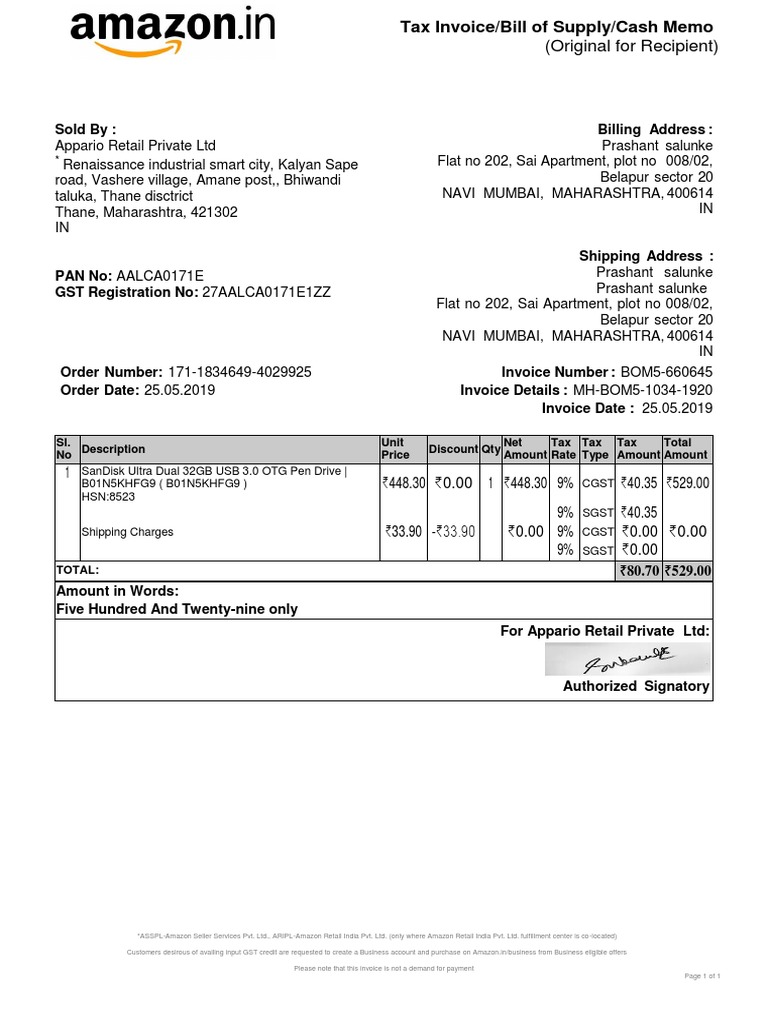 amazon.in
Tax Invoice/Bill of Supply/Cash Memo
(Original for Recipient)
Sold By :
Appario Retail Private Ltd
* Renaissance industrial smart city, Kalyan Sape
road, Vashere village, Amane post,, Bhiwandi
taluka, Thane disctrict
Thane, Maharashtra, 421302
IN
Billing Address :
Prashant salunke
Flat no 202, Sai Apartment, plot no 008/02,
Belapur sector 20
NAVI MUMBAI, MAHARASHTRA, 400614
IN
PAN No: AALCA0171E
GST Registration No: 27AALCA0171E1ZZ
Shipping Address :
Prashant salunke
Prashant salunke
Flat no 202, Sai Apartment, plot no 008/02,
Belapur sector 20
NAVI MUMBAI, MAHARASHTRA, 400614
IN
Order Number: 171-1834649-4029925
Order Date: 25.05.2019
Invoice Number : BOM5-660645
Invoice Details : MH-BOM5-1034-1920
Invoice Date : 25.05.2019
Sl. No Description Unit Price Discount Qty Net Amount Tax Rate Tax Type Tax Amount Total Amount
1 SanDisk Ultra Dual 32GB USB 3.0 OTG Pen Drive |
B01N5KHFG9 ( B01N5KHFG9 ) ₹448.30 ₹0.00 1 ₹448.30 9% CGST ₹40.35 ₹529.00
HSN:8523
9% SGST ₹40.35
Shipping Charges ₹33.90 -₹33.90 ₹0.00 9% CGST ₹0.00 ₹0.00
9% SGST ₹0.00
TOTAL: ₹80.70 ₹529.00
Amount in Words:
Five Hundred And Twenty-nine only
For Appario Retail Private Ltd:
Authorized Signatory
*ASSPL-Amazon Seller Services Pvt. Ltd., ARIPL-Amazon Retail India Pvt. Ltd. (only where Amazon Retail India Pvt. Ltd. fulfillment center is co-located)
Customers desirous of availing input GST credit are requested to create a Business account and purchase on Amazon.in/business from Business eligible offers
Please note that this invoice is not a demand for payment
Page 1 of 1